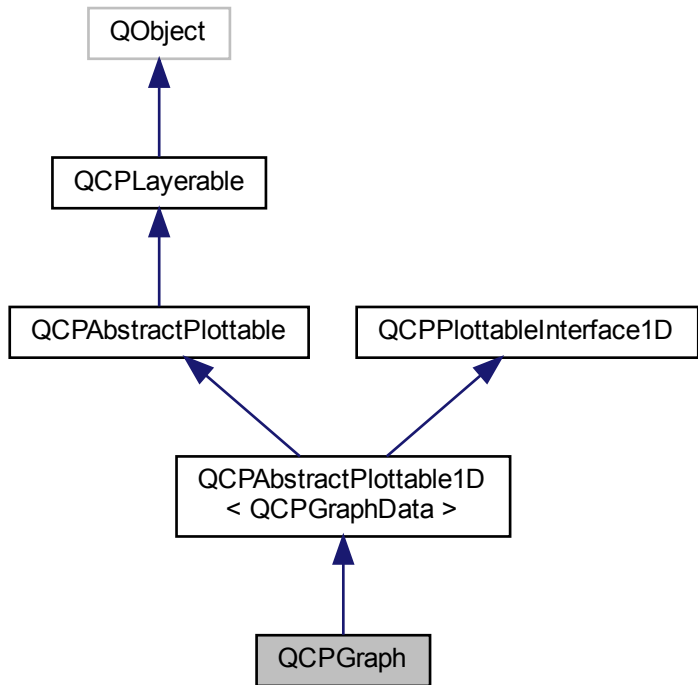 QObject
QCPLayerable
QCPAbstractPlottable
QCPPlottableInterface1D
QCPAbstractPlottable1D
< QCPGraphData >
QCPGraph